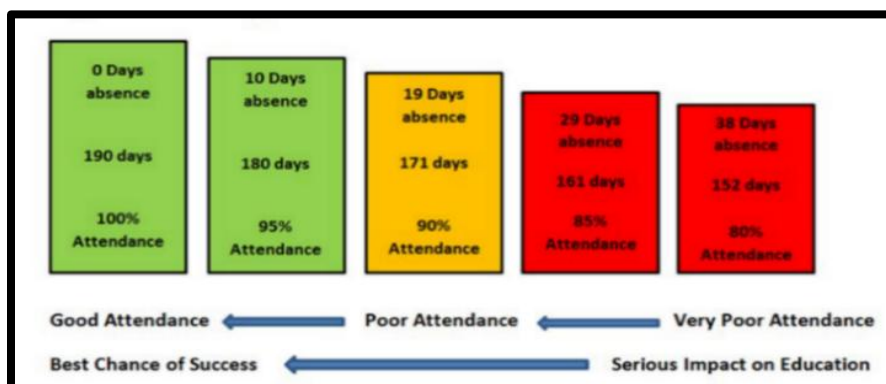 0 Days
absence
190 days
100%
Attendance
10 Days
absence
180 days
95%
Attendance
19 Days
absence
171 days
90%
Attendance
29 Days
absence
161 days
85%
Attendance
38 Days
absence
152 days
80%
Attendance
Good Attendance Poor Attendance Very Poor Attendance
Best Chance of Success Serious Impact on Education